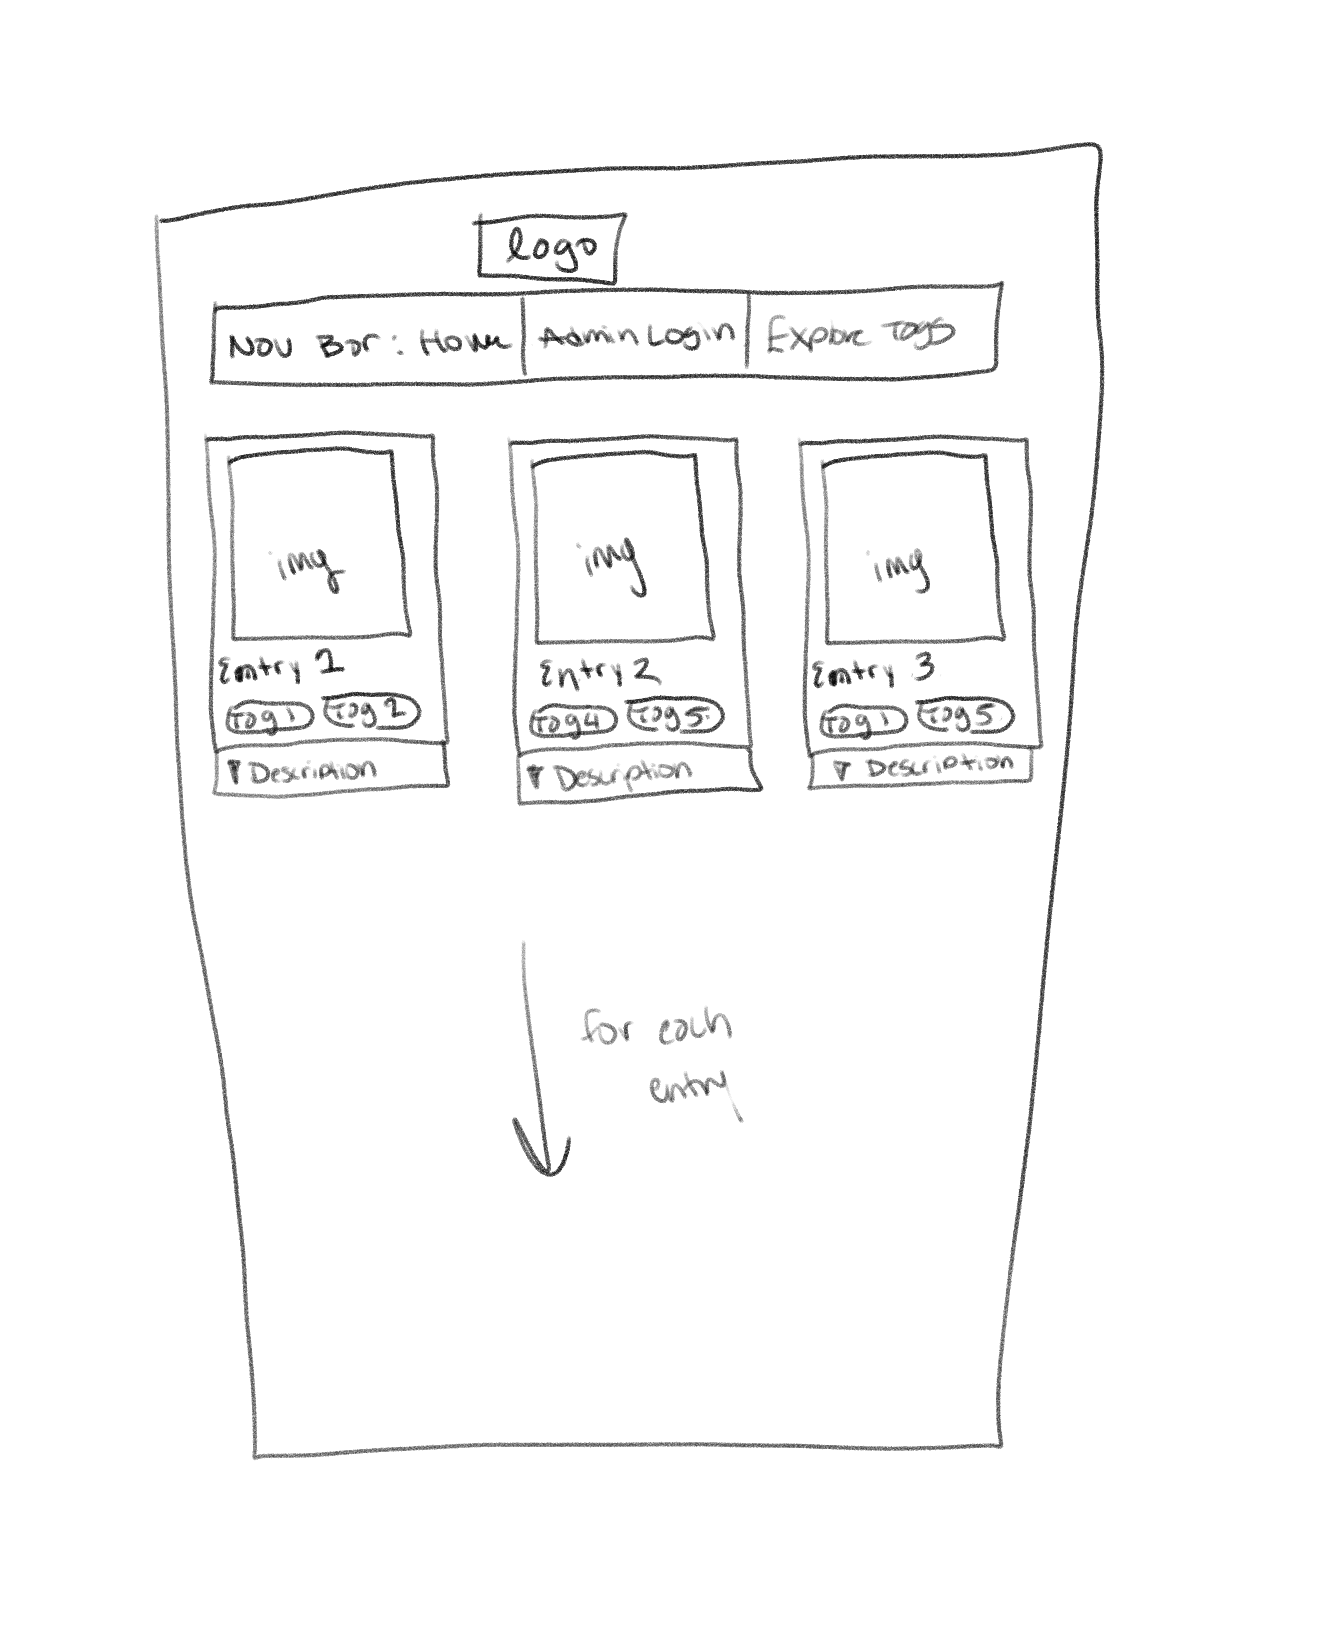 logo
Nav Bar: Home Admin Login Explore Tags
img img img
Entry 1 Entry 2 Entry 3
Tag 1 Tag 2 Tag 4 Tag 5 Tag 1 Tag 5
▼ Description ▼ Description ▼ Description
for each
entry